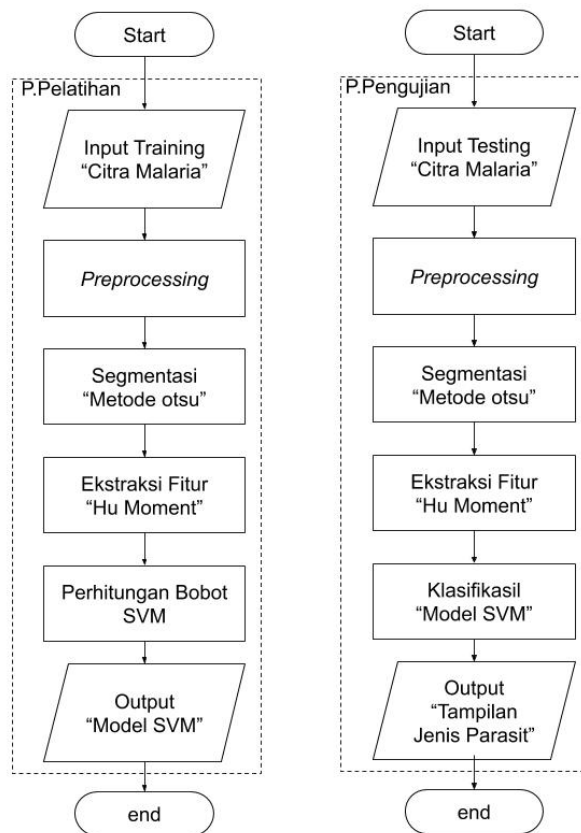 Start
P.Pelatihan
Input Training
“Citra Malaria”
Preprocessing
Segmentasi
“Metode otsu”
Ekstraksi Fitur
“Hu Moment”
Perhitungan Bobot
SVM
Output
“Model SVM”
end
Start
P.Pengujian
Input Testing
“Citra Malaria”
Preprocessing
Segmentasi
“Metode otsu”
Ekstraksi Fitur
“Hu Moment”
Klasifikasil
“Model SVM”
Output
“Tampilan
Jenis Parasit”
end